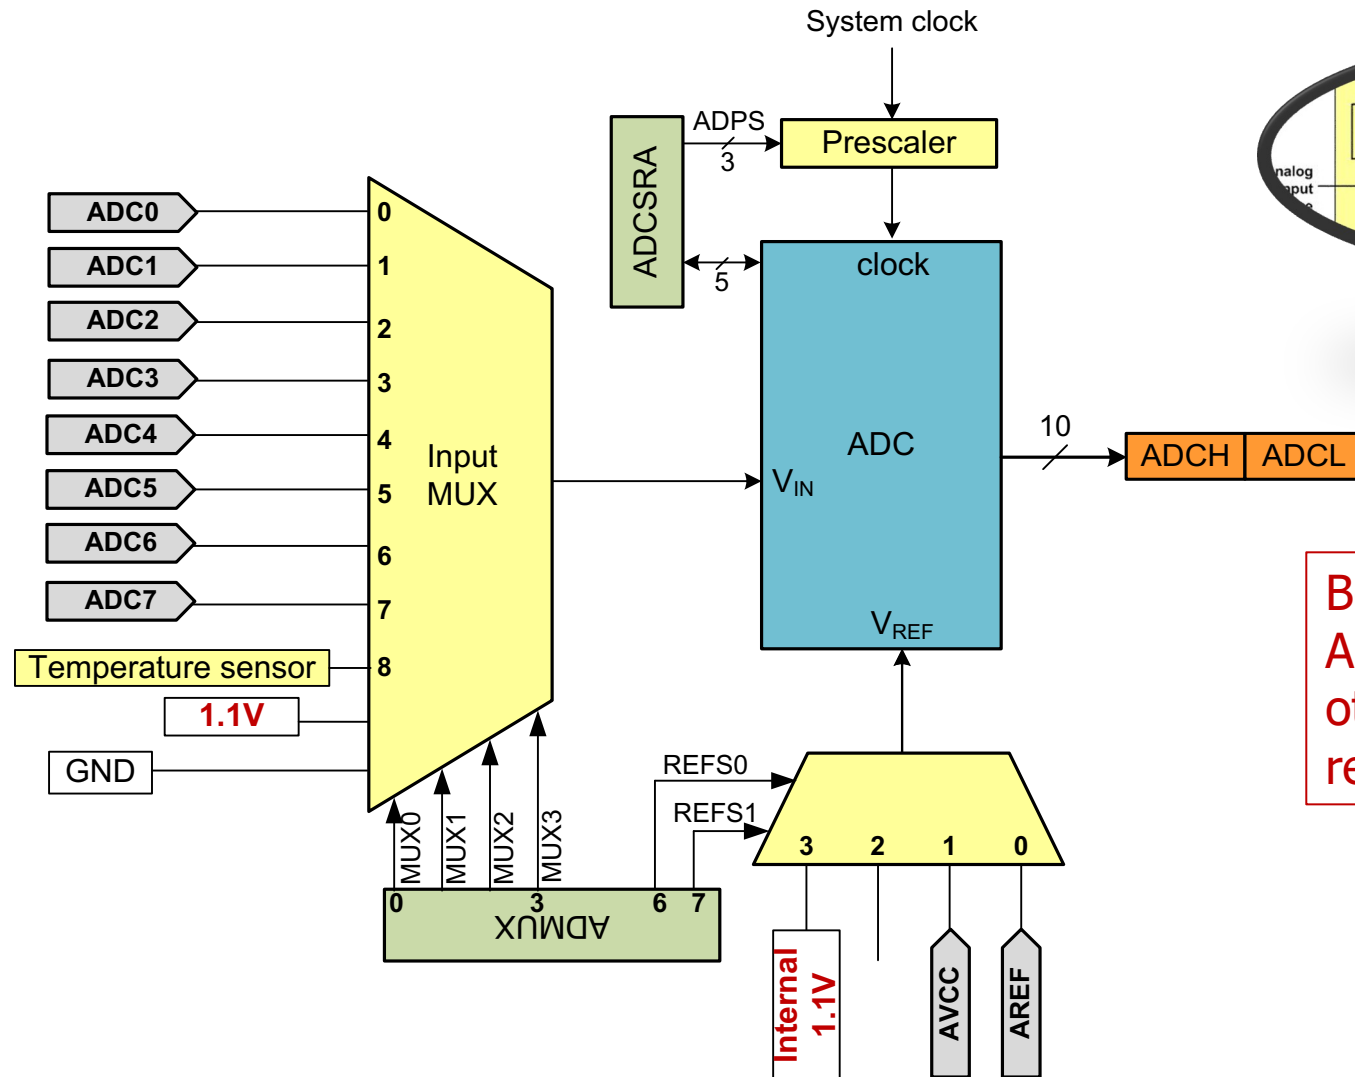 System clock
ADPS
3
Prescaler
ADCSRA
5
clock
ADC0
ADC1
ADC2
ADC3
ADC4
ADC5
ADC6
ADC7
Temperature sensor
1.1V
GND
0
1
2
3
4
5
6
7
8
Input
MUX
ADC
VIN
VREF
10
ADCH ADCL
nalog
MUX0
MUX1
MUX2
MUX3
REFS0
REFS1
0 3 6 7
ADMUX
3 2 1 0
Internal
1.1V
AVCC
AREF